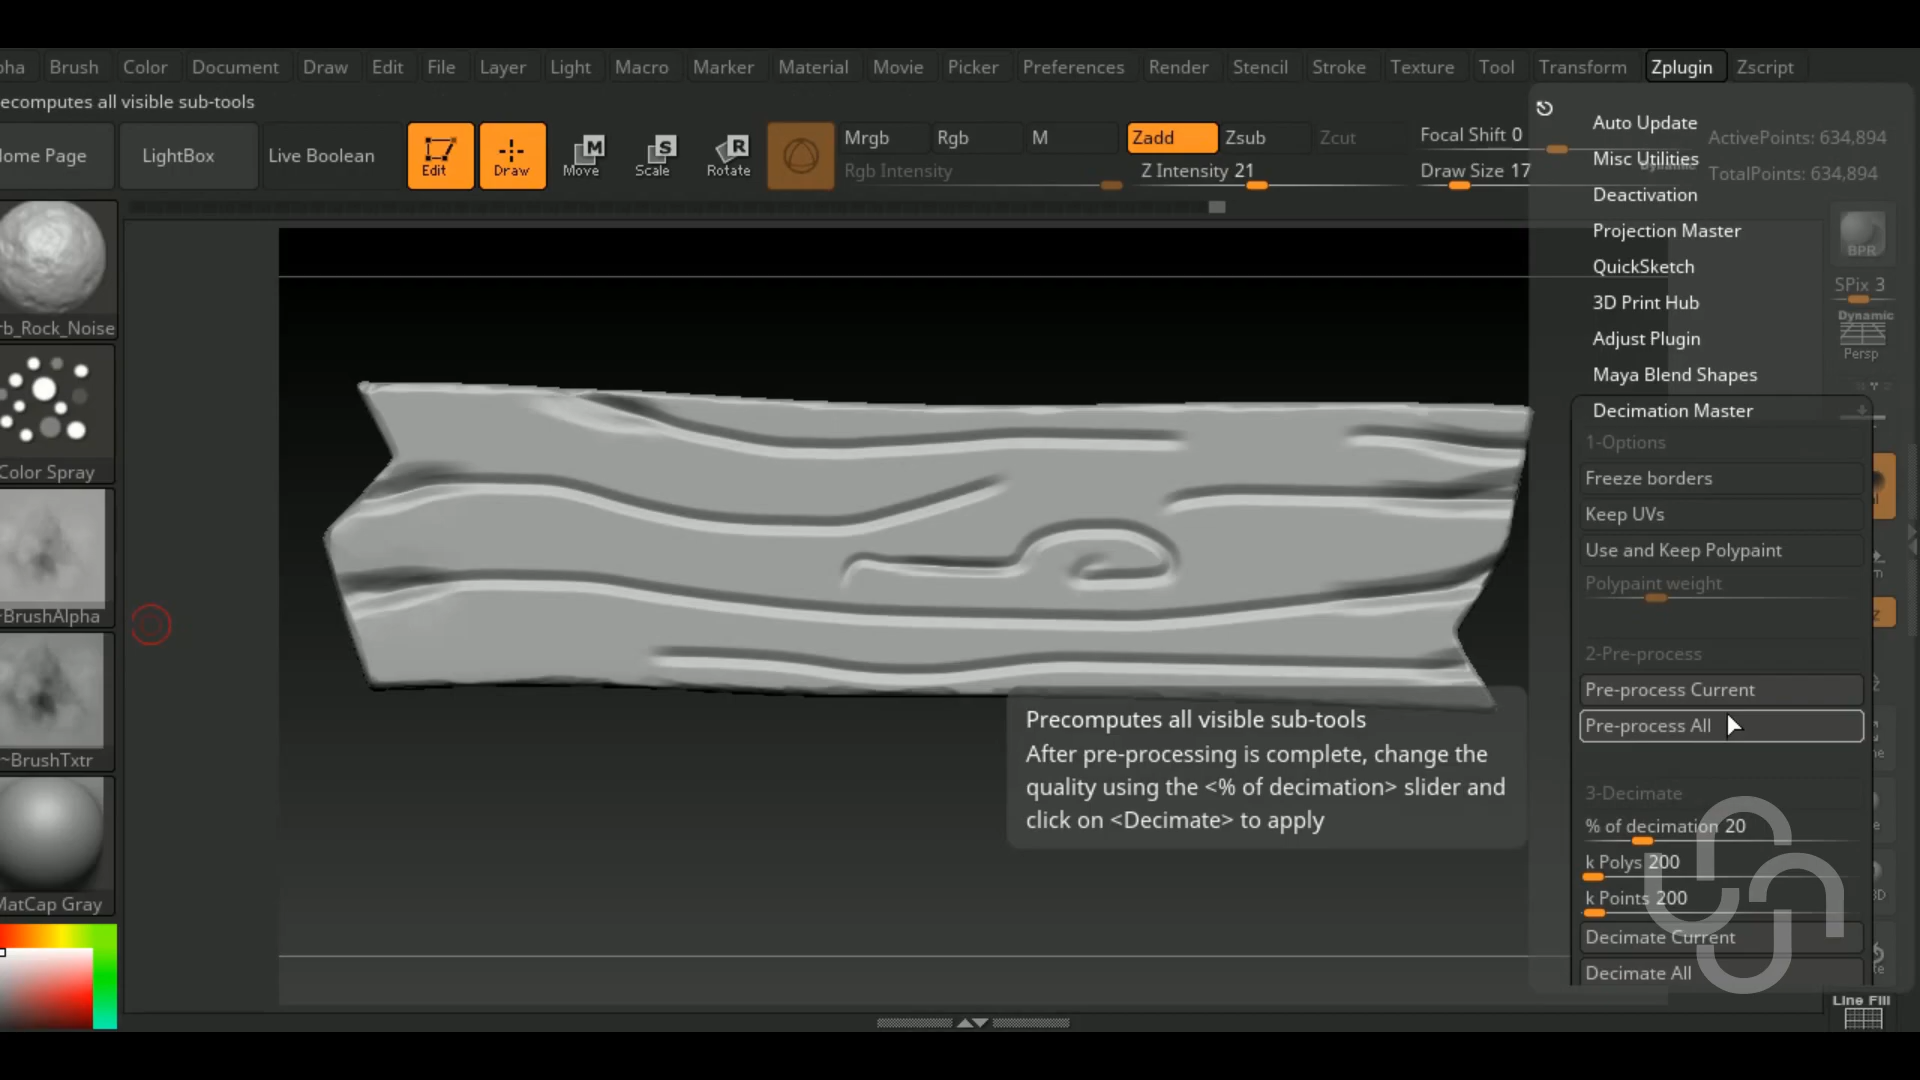 pha Brush Color Document Draw Edit File Layer Light Macro Marker Material Movie Picker Preferences Render Stencil Stroke Texture Tool Transform Zplugin Zscript
ecomputes all visible sub-tools
ome Page LightBox Live Boolean Edit Draw Move Scale Rotate
M S R
Mrgb Rgb M Zadd Zsub Zcut Focal Shift 0
Rgb Intensity Z Intensity 21 Draw Size 17
Dynamic
ActivePoints: 634,894
TotalPoints: 634,894
Auto Update
Misc Utilities
Deactivation
Projection Master
QuickSketch
3D Print Hub
Adjust Plugin
Maya Blend Shapes
Decimation Master
1-Options
Freeze borders
Keep UVs
Use and Keep Polypaint
Polypaint weight
2-Pre-process
Pre-process Current
Pre-process All
3-Decimate
% of decimation 20
k Polys 200
k Points 200
Decimate Current
Decimate All
BPR
SPix 3
Dynamic
Persp
Line Fill
rb_Rock_Noise
Color Spray
~BrushAlpha
~BrushTxtr
MatCap Gray
Precomputes all visible sub-tools
After pre-processing is complete, change the
quality using the <% of decimation> slider and
click on <Decimate> to apply